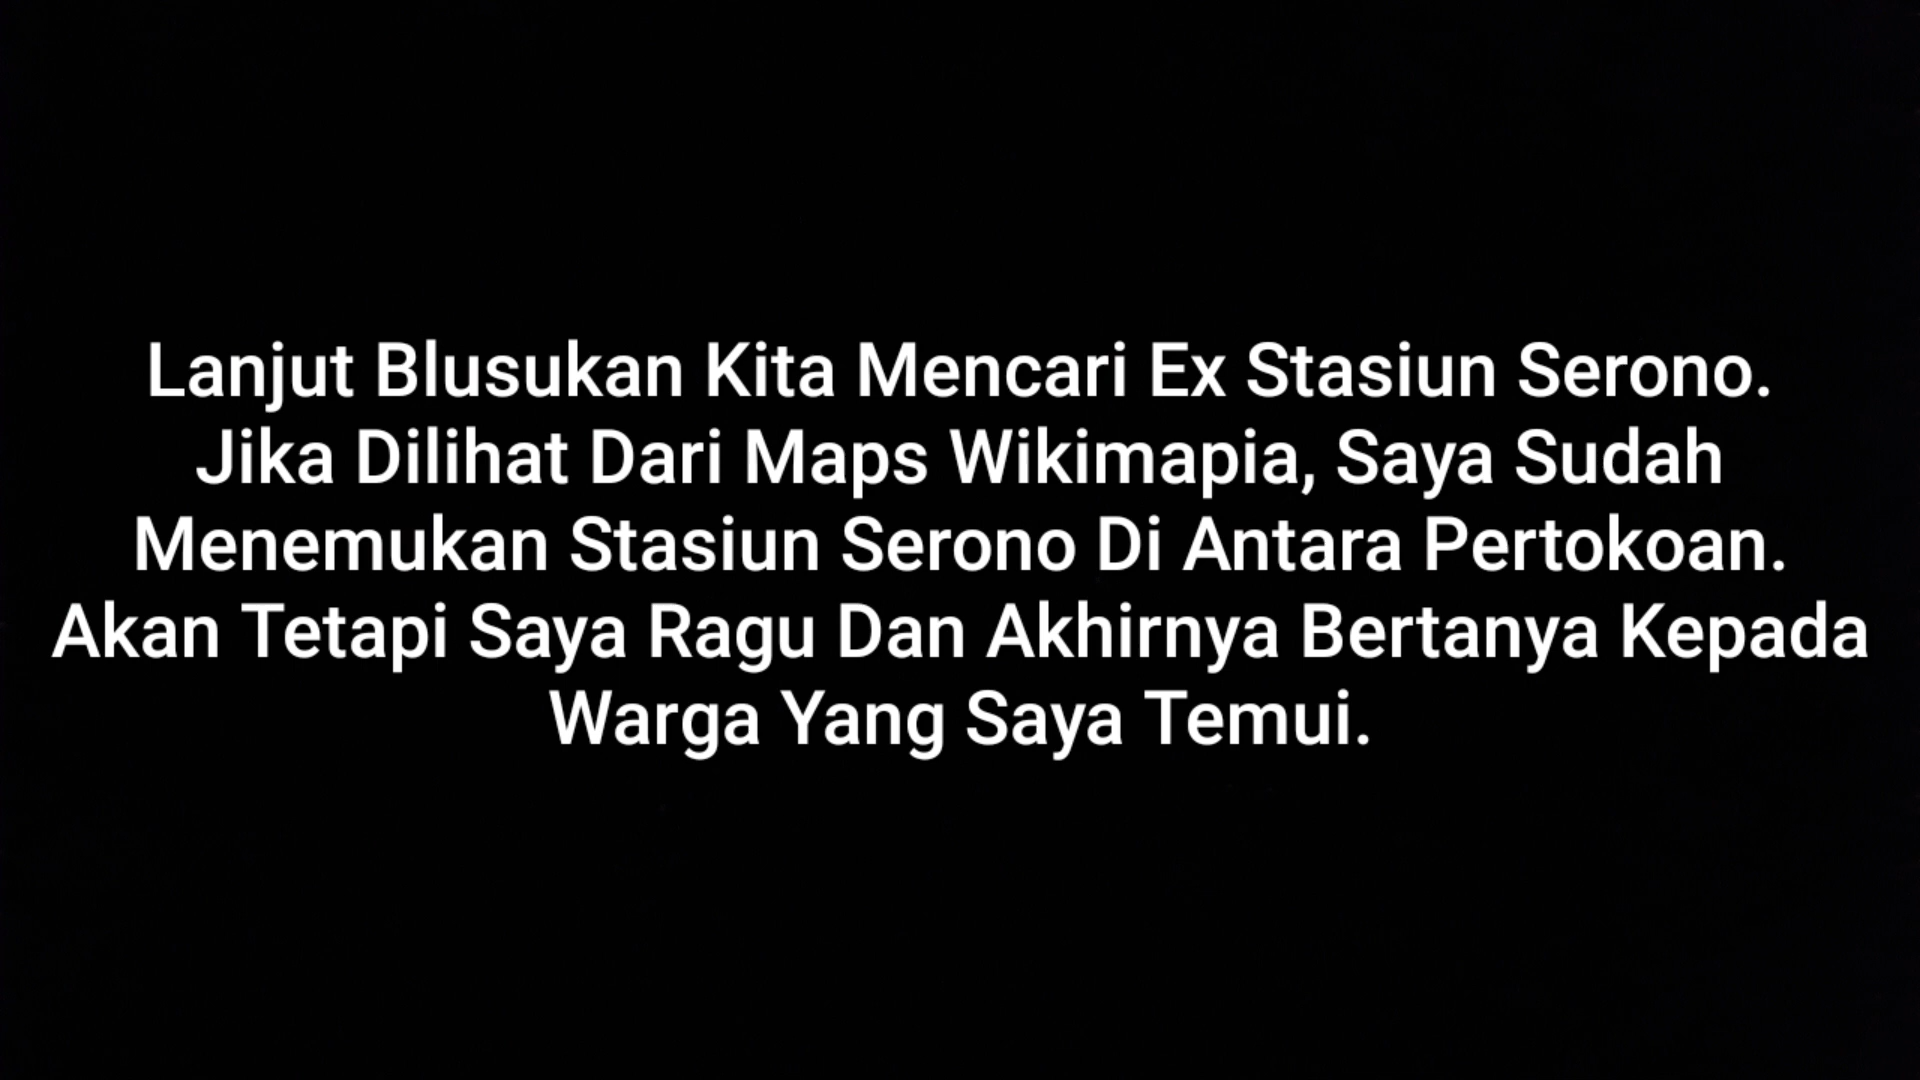 Lanjut Blusukan Kita Mencari Ex Stasiun Serono.
Jika Dilihat Dari Maps Wikimapia, Saya Sudah
Menemukan Stasiun Serono Di Antara Pertokoan.
Akan Tetapi Saya Ragu Dan Akhirnya Bertanya Kepada
Warga Yang Saya Temui.